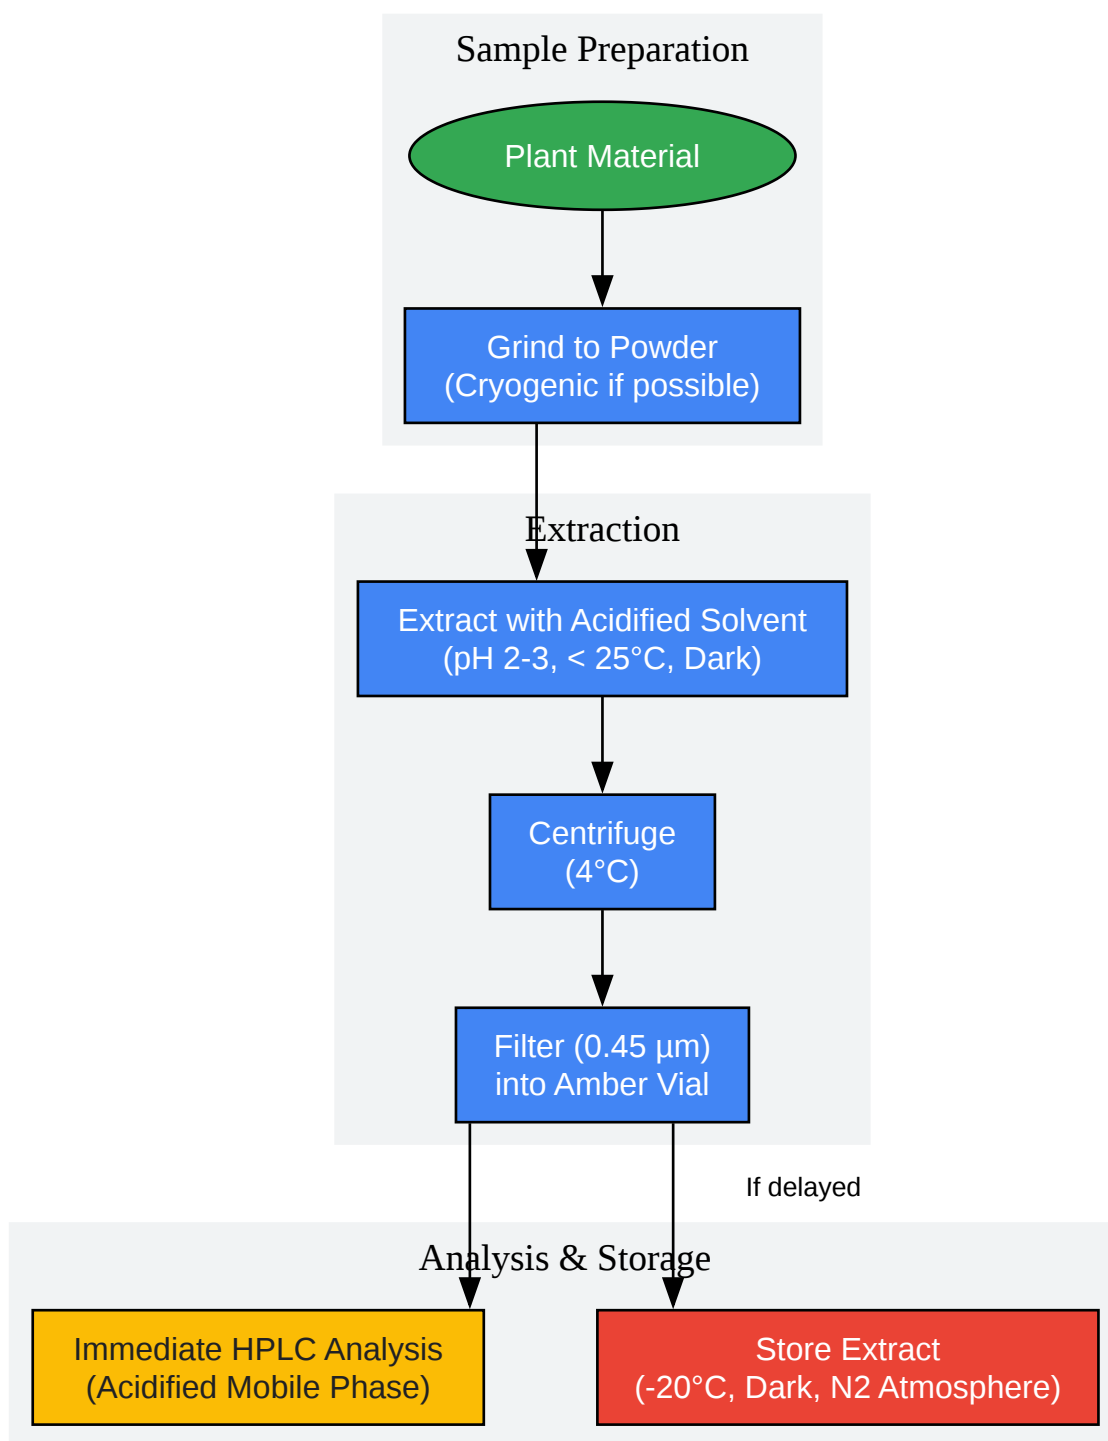 Sample Preparation
Plant Material
Grind to Powder
(Cryogenic if possible)
Extraction
Extract with Acidified Solvent
(pH 2-3, < 25°C, Dark)
Centrifuge
(4°C)
Filter (0.45 µm)
into Amber Vial
If delayed
Analysis & Storage
Immediate HPLC Analysis
(Acidified Mobile Phase)
Store Extract
(-20°C, Dark, N2 Atmosphere)